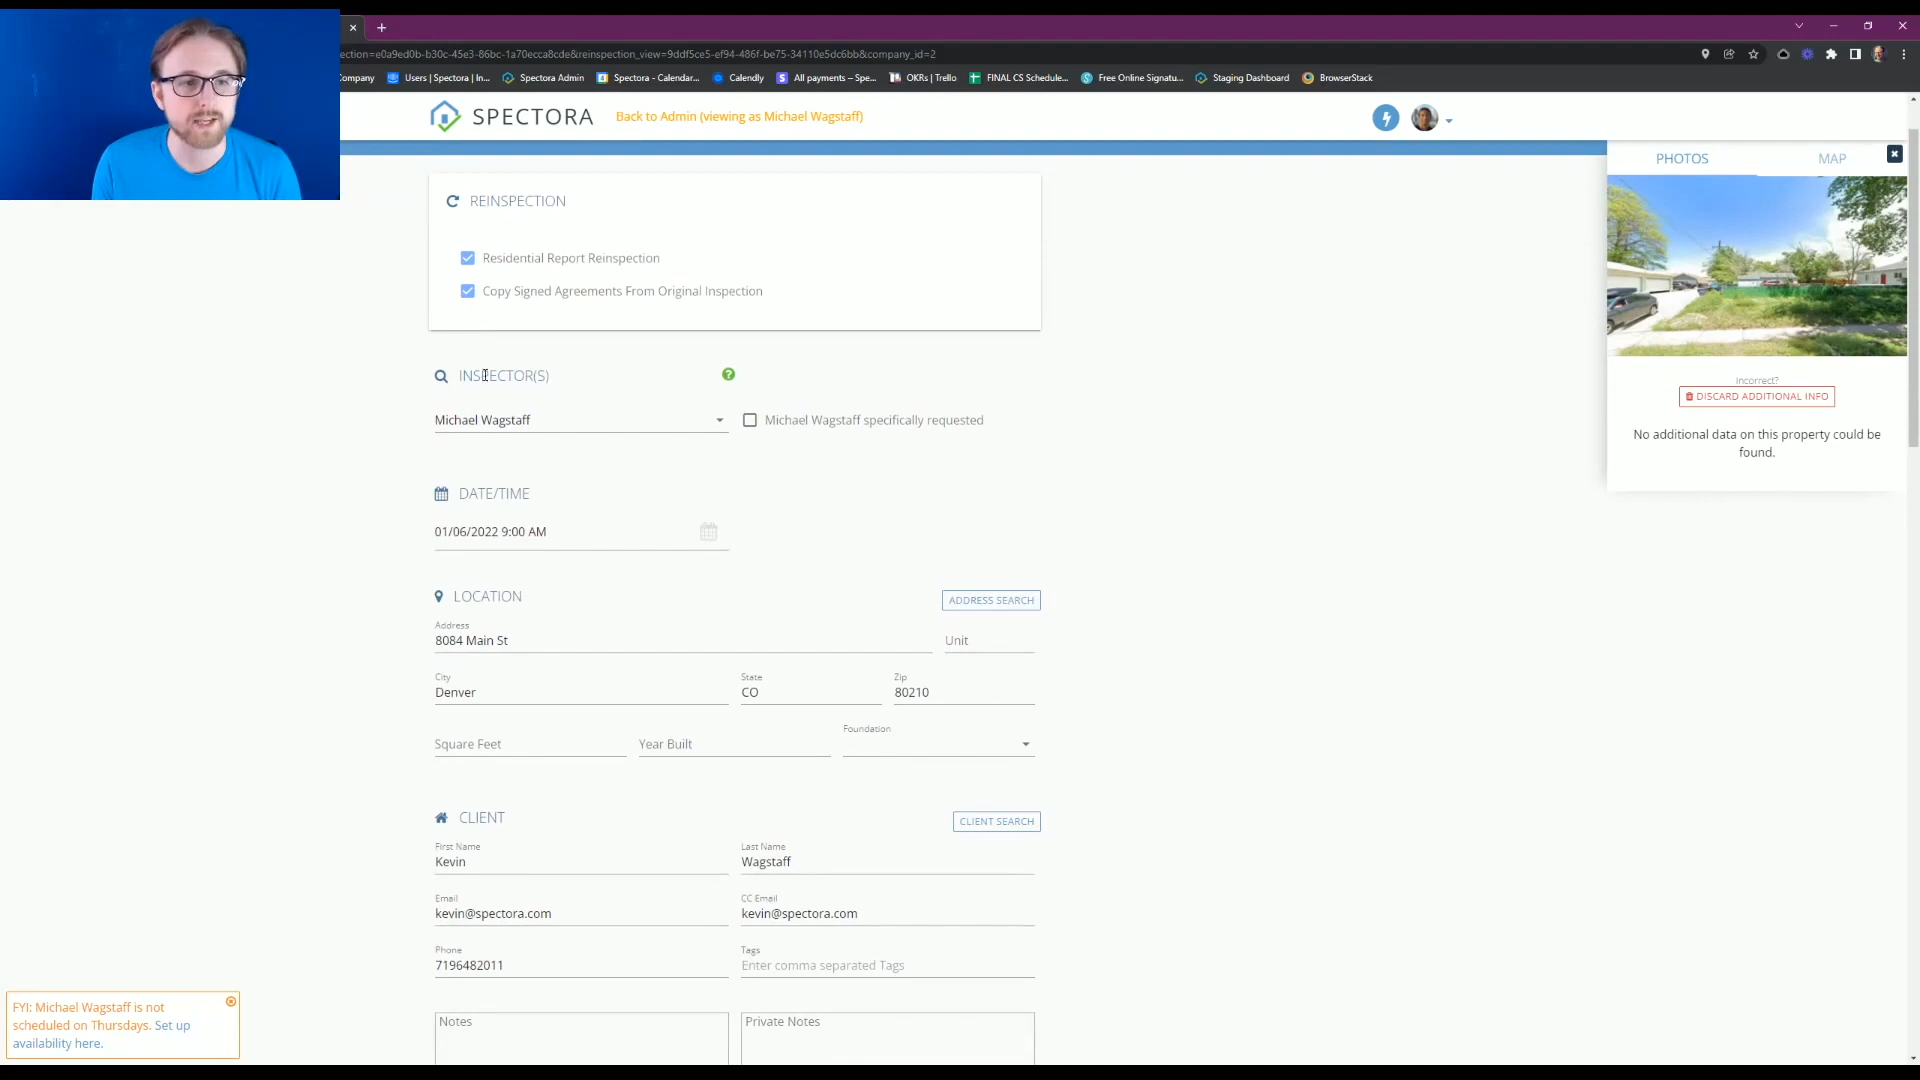 ection=e0a9ed0b-b30c-45e3-86bc-1a70ecca8cde&reinspection_view=9ddf5ce5-ef94-486f-be75-34110e5dc6bb&company_id=2
ompany
Users | Spectora | In...
Spectora Admin
Spectora - Calendar...
Calendly
All payments – Spe...
OKRs | Trello
FINAL CS Schedule...
Free Online Signatu...
Staging Dashboard
BrowserStack
SPECTORA
Back to Admin (viewing as Michael Wagstaff)
PHOTOS
MAP
REINSPECTION
Residential Report Reinspection
Copy Signed Agreements From Original Inspection
Incorrect?
DISCARD ADDITIONAL INFO
No additional data on this property could be
found.
INSPECTOR(S)
Michael Wagstaff
Michael Wagstaff specifically requested
DATE/TIME
01/06/2022 9:00 AM
LOCATION
ADDRESS SEARCH
Address
8084 Main St
Unit
City
Denver
State
CO
Zip
80210
Square Feet
Year Built
Foundation
CLIENT
CLIENT SEARCH
First Name
Kevin
Last Name
Wagstaff
Email
kevin@spectora.com
CC Email
kevin@spectora.com
Phone
7196482011
Tags
Enter comma separated Tags
Notes
Private Notes
FYI: Michael Wagstaff is not
scheduled on Thursdays. Set up
availability here.